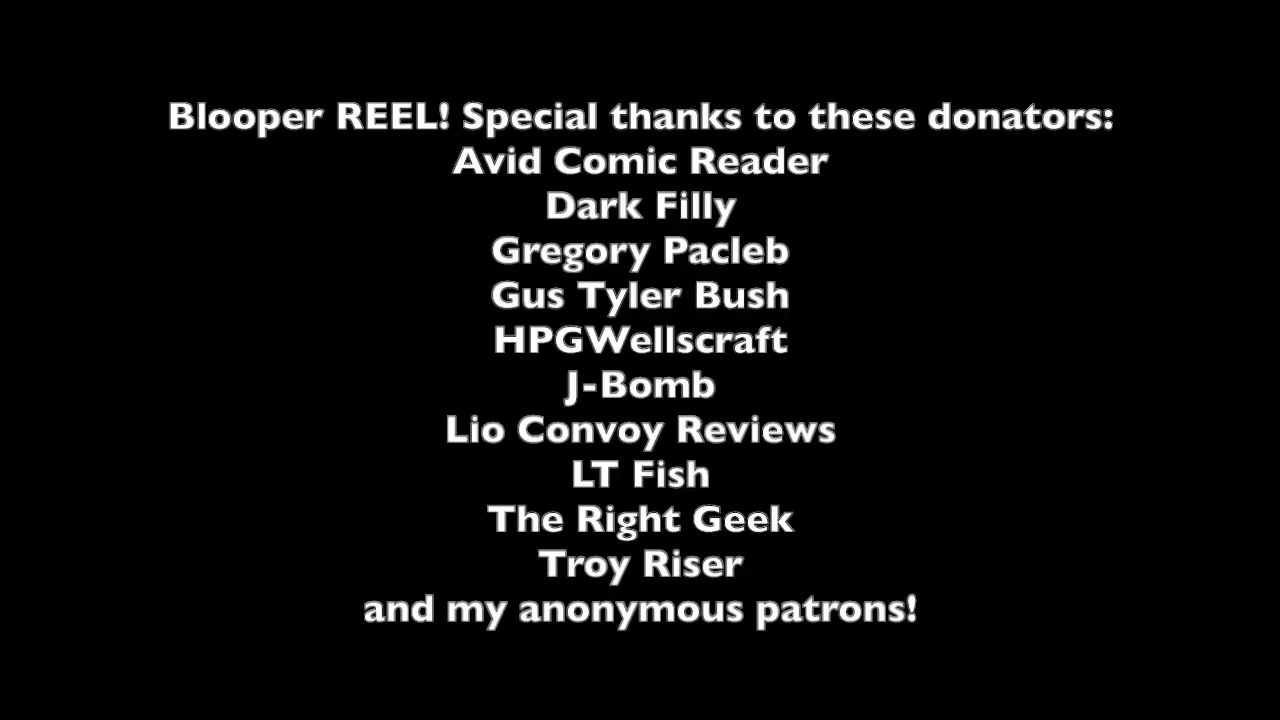 Blooper REEL! Special thanks to these donators:
Avid Comic Reader
Dark Filly
Gregory Pacleb
Gus Tyler Bush
HPGWellscraft
J-Bomb
Lio Convoy Reviews
LT Fish
The Right Geek
Troy Riser
and my anonymous patrons!